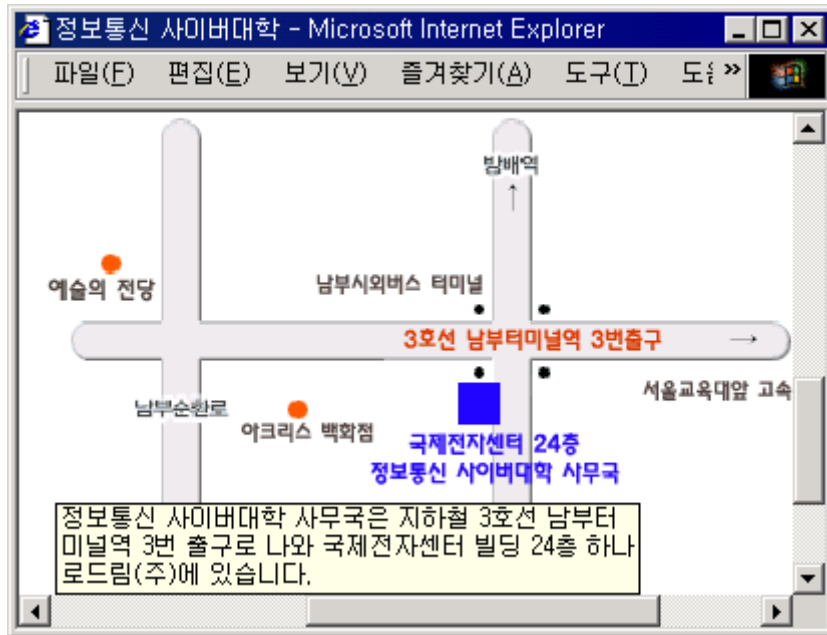 정보통신 사이버대학 - Microsoft Internet Explorer
파일(F) 편집(E) 보기(V) 즐겨찾기(A) 도구(T) 도 »
방배역
↑
예술의 전당
남부시외버스 터미널
3호선 남부터미널역 3번출구 →
서울교육대앞 고속
남부순환로
아크리스 백화점
국제전자센터 24층
정보통신 사이버대학 사무국
정보통신 사이버대학 사무국은 지하철 3호선 남부터
미널역 3번 출구로 나와 국제전자센터 빌딩 24층 하나
로드림(주)에 있습니다.